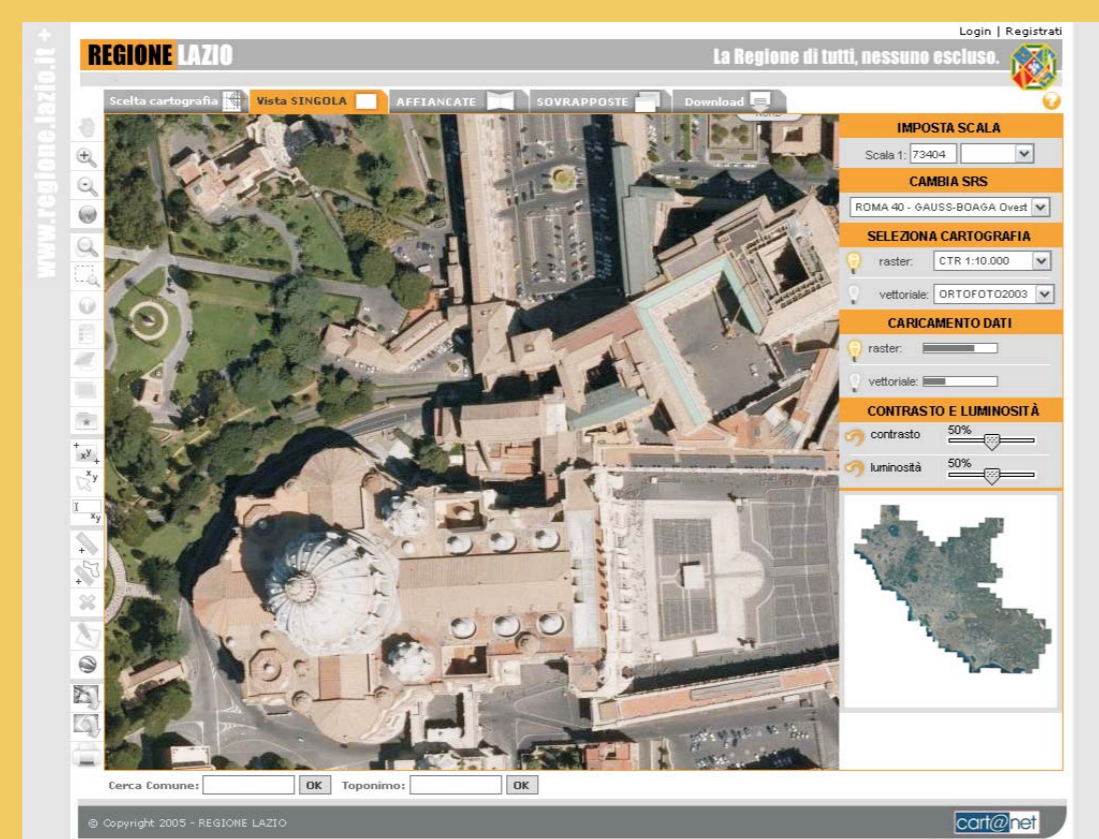 www.regione.lazio.it +
Login | Registrati
REGIONE LAZIO
La Regione di tutti, nessuno escluso.
Scelta cartografia
Vista SINGOLA
AFFIANCATE
SOVRAPPOSTE
Download
?
NORD
IMPOSTA SCALA
Scala 1: 73404
CAMBIA SRS
ROMA 40 - GAUSS-BOAGA Ovest
SELEZIONA CARTOGRAFIA
raster: CTR 1:10.000
vettoriale: ORTOFOTO2003
CARICAMENTO DATI
raster:
vettoriale:
CONTRASTO E LUMINOSITÀ
contrasto 50%
luminosità 50%
Cerca Comune: OK Toponimo: OK
© Copyright 2005 - REGIONE LAZIO
cart@net